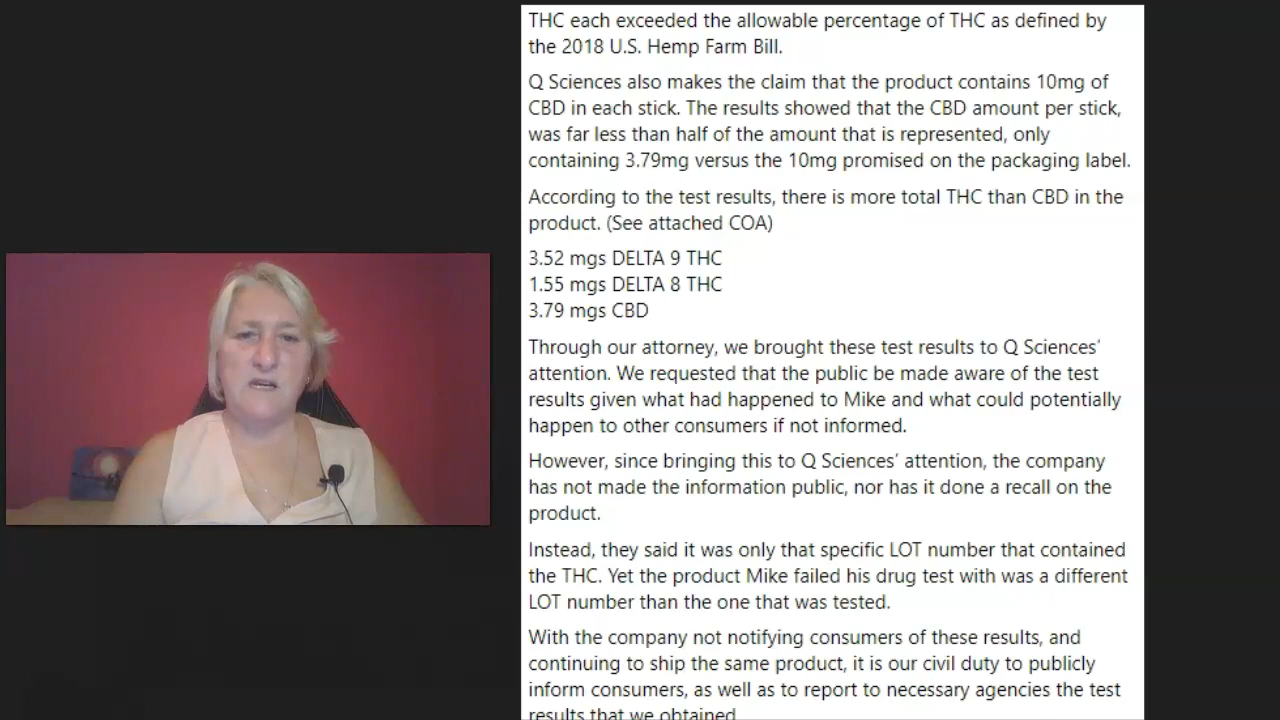 THC each exceeded the allowable percentage of THC as defined by
the 2018 U.S. Hemp Farm Bill.
Q Sciences also makes the claim that the product contains 10mg of
CBD in each stick. The results showed that the CBD amount per stick,
was far less than half of the amount that is represented, only
containing 3.79mg versus the 10mg promised on the packaging label.
According to the test results, there is more total THC than CBD in the
product. (See attached COA)
3.52 mgs DELTA 9 THC
1.55 mgs DELTA 8 THC
3.79 mgs CBD
Through our attorney, we brought these test results to Q Sciences'
attention. We requested that the public be made aware of the test
results given what had happened to Mike and what could potentially
happen to other consumers if not informed.
However, since bringing this to Q Sciences' attention, the company
has not made the information public, nor has it done a recall on the
product.
Instead, they said it was only that specific LOT number that contained
the THC. Yet the product Mike failed his drug test with was a different
LOT number than the one that was tested.
With the company not notifying consumers of these results, and
continuing to ship the same product, it is our civil duty to publicly
inform consumers, as well as to report to necessary agencies the test
results that we obtained